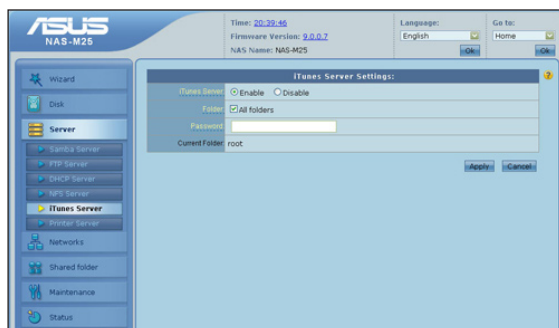 ASUS
NAS-M25
Time: 20:39:46
Firmware Version: 9.0.0.7
NAS Name: NAS-M25
Language:
English
Ok
Go to:
Home
Ok
Wizard
Disk
Server
Samba Server
FTP Server
DHCP Server
NFS Server
iTunes Server
Printer Server
Networks
Shared folder
Maintenance
Status
iTunes Server Settings:
?
iTunes Server Enable Disable
Folder All folders
Password
Current Folder root
Apply Cancel